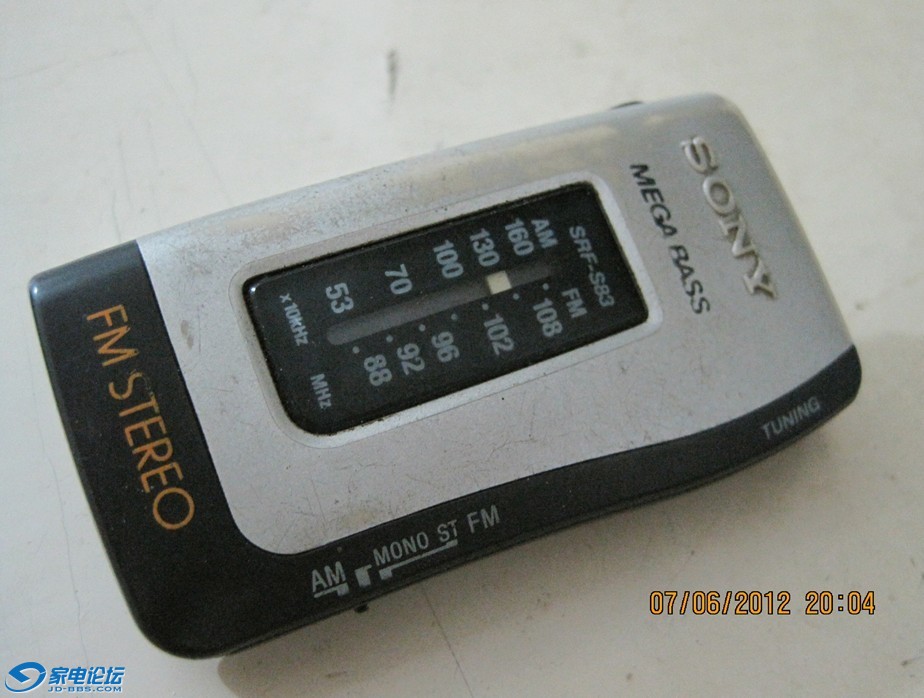 SONY
MEGA BASS
SRF-S83
AM FM
160 108
130 102
100 96
70 92
53 88
x10kHz MHz
FM STEREO
AM MONO ST FM
TUNING
07/06/2012 20:04
家电论坛
JD-BBS.COM